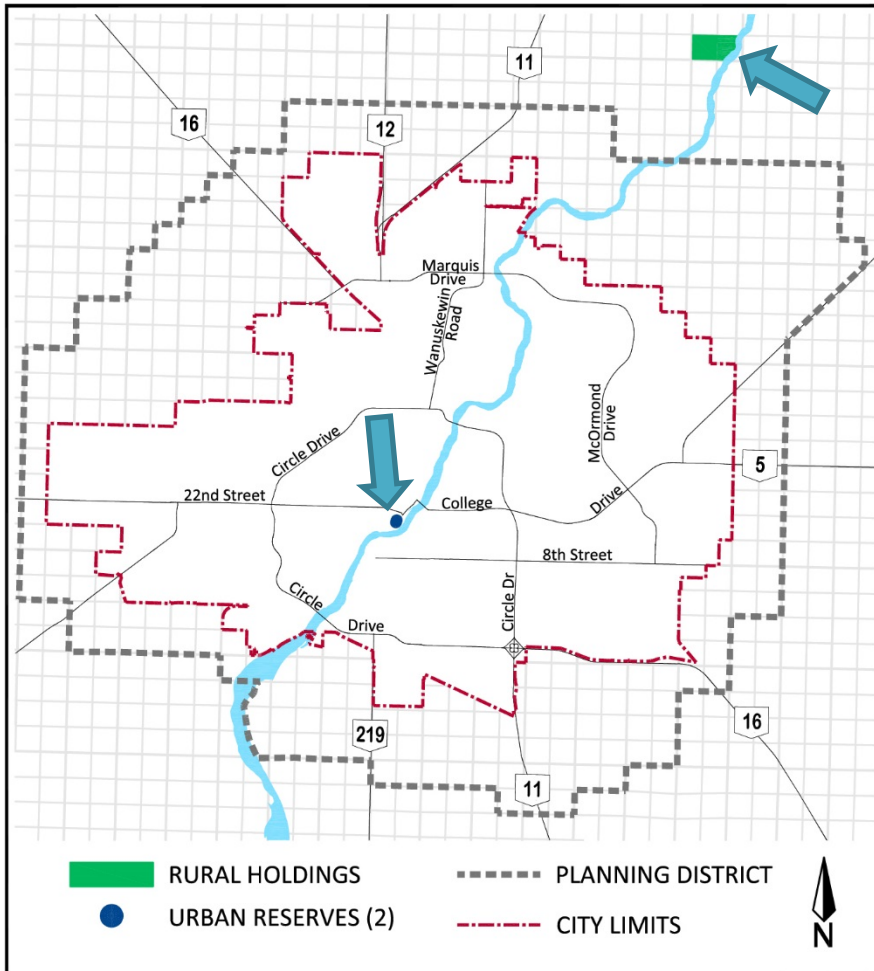 11
16
12
Marquis
Drive
Wanuskewin
Road
McOrmond
Drive
Circle Drive
5
22nd Street
College
Drive
8th Street
Circle
Drive
Circle Dr
16
219
11
RURAL HOLDINGS
PLANNING DISTRICT
URBAN RESERVES (2)
CITY LIMITS
N